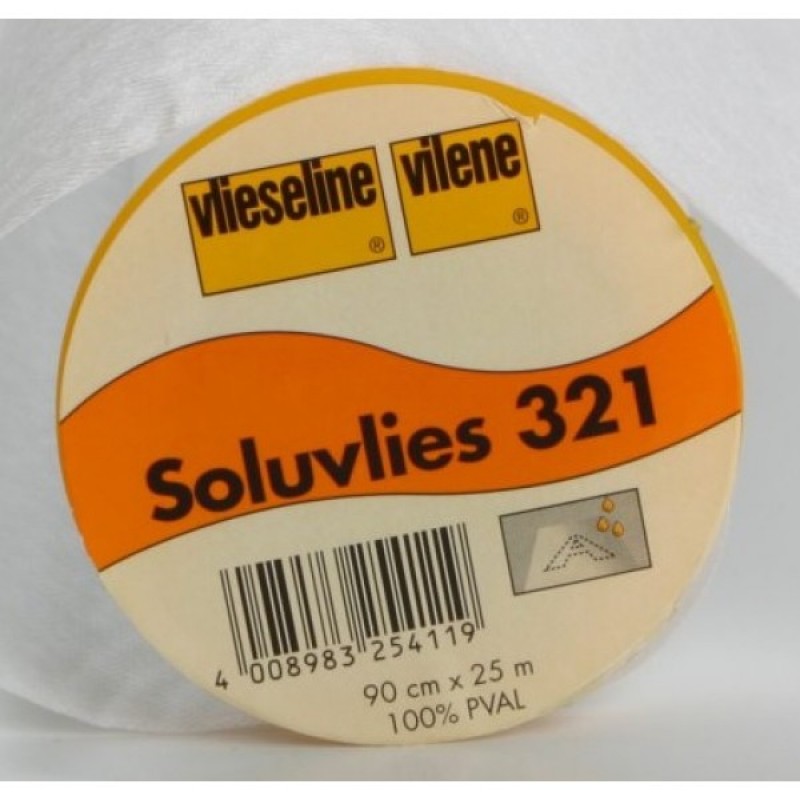 vlieseline ® vilene ®
Soluvlies 321
4 008983 254119
90 cm x 25 m
100% PVAL